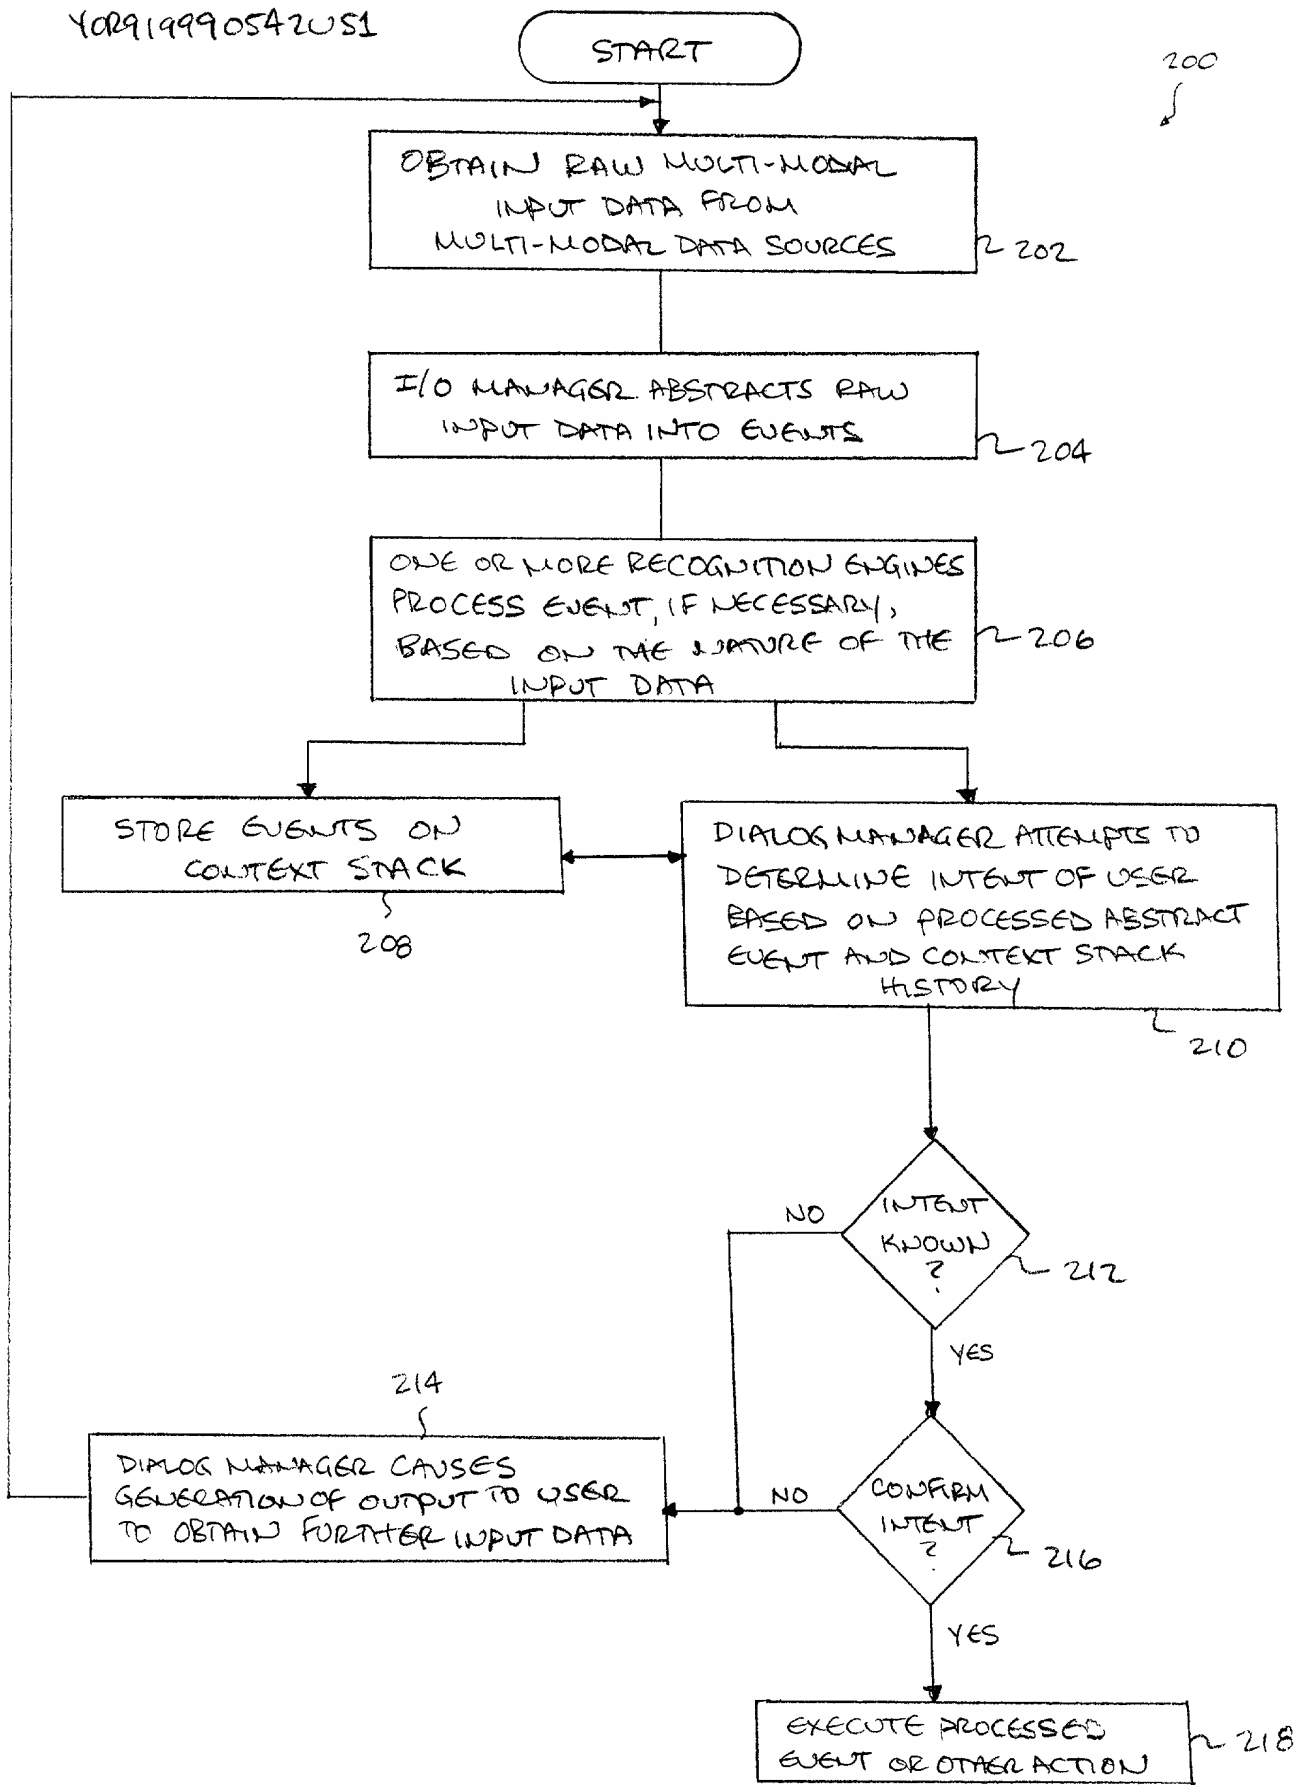 YOR919990542US1
START
200
OBTAIN RAW MULTI-MODAL
INPUT DATA FROM
MULTI-MODAL DATA SOURCES
202
I/O MANAGER ABSTRACTS RAW
INPUT DATA INTO EVENTS
204
ONE OR MORE RECOGNITION ENGINES
PROCESS EVENT, IF NECESSARY,
BASED ON THE NATURE OF THE
INPUT DATA
206
STORE EVENTS ON
CONTEXT STACK
208
DIALOG MANAGER ATTEMPTS TO
DETERMINE INTENT OF USER
BASED ON PROCESSED ABSTRACT
EVENT AND CONTEXT STACK
HISTORY
210
INTENT
KNOWN
?
NO
212
YES
214
DIALOG MANAGER CAUSES
GENERATION OF OUTPUT TO USER
TO OBTAIN FURTHER INPUT DATA
NO
CONFIRM
INTENT
?
216
YES
EXECUTE PROCESSED
EVENT OR OTHER ACTION
218